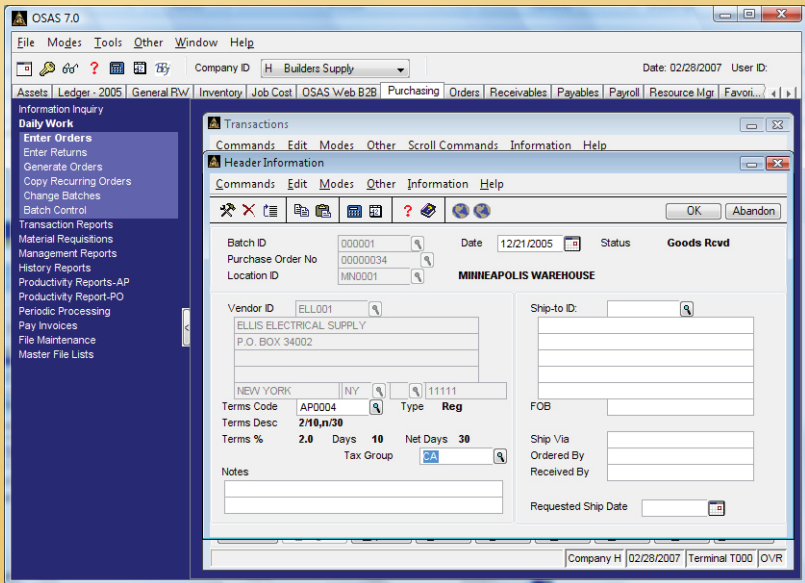 OSAS 7.0
File Modes Tools Other Window Help
Company ID H Builders Supply Date: 02/28/2007 User ID:
Assets Ledger - 2005 General RW Inventory Job Cost OSAS Web B2B Purchasing Orders Receivables Payables Payroll Resource Mgr Favori...
Information Inquiry
Daily Work
Enter Orders
Enter Returns
Generate Orders
Copy Recurring Orders
Change Batches
Batch Control
Transaction Reports
Material Requisitions
Management Reports
History Reports
Productivity Reports-AP
Productivity Report-PO
Periodic Processing
Pay Invoices
File Maintenance
Master File Lists
Transactions
Commands Edit Modes Other Scroll Commands Information Help
Header Information
Commands Edit Modes Other Information Help
OK Abandon
Batch ID 000001 Date 12/21/2005 Status Goods Rcvd
Purchase Order No 00000034
Location ID MN0001 MINNEAPOLIS WAREHOUSE
Vendor ID ELL001
ELLIS ELECTRICAL SUPPLY
P.O. BOX 34002
NEW YORK NY 11111
Terms Code AP0004 Type Reg
Terms Desc 2/10,n/30
Terms % 2.0 Days 10 Net Days 30
Tax Group CA
Notes
Ship-to ID:
FOB
Ship Via
Ordered By
Received By
Requested Ship Date
Company H 02/28/2007 Terminal T000 OVR